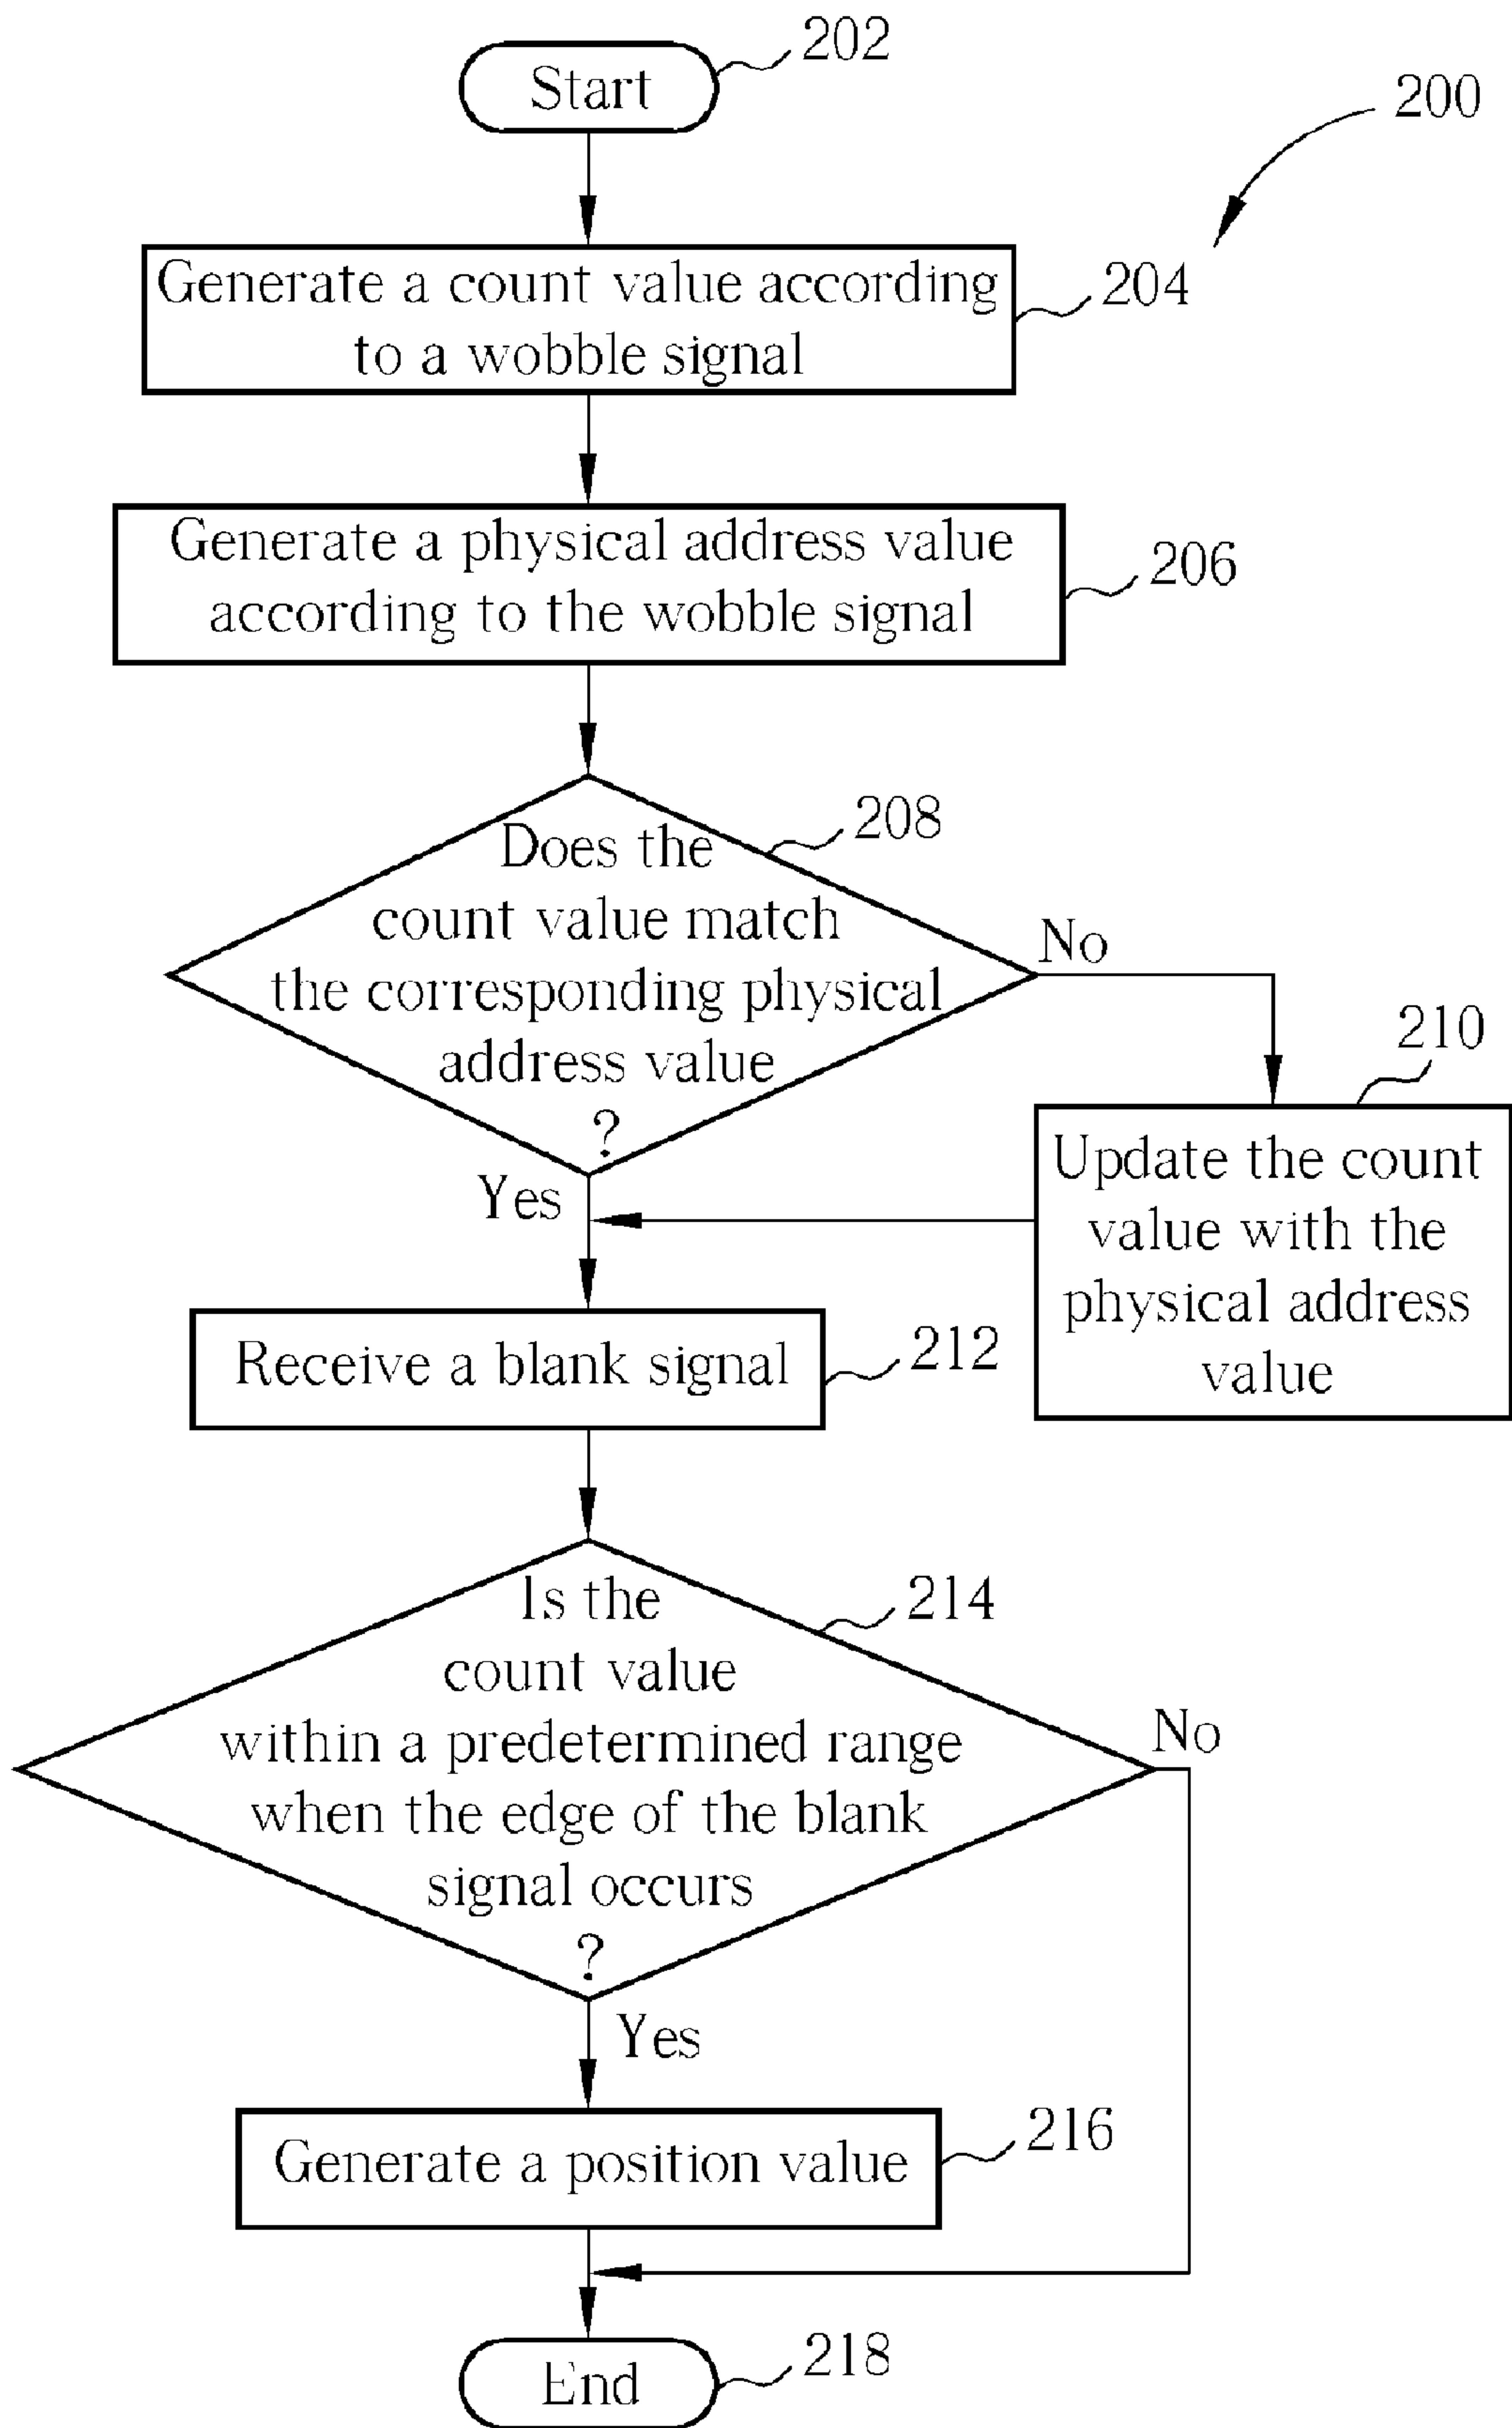 202
Start
200
Generate a count value according
to a wobble signal
204
Generate a physical address value
according to the wobble signal
206
208
Does the
count value match
the corresponding physical
address value
?
No
Yes
210
Update the count
value with the
physical address
value
Receive a blank signal
212
214
Is the
count value
within a predetermined range
when the edge of the blank
signal occurs
?
No
Yes
Generate a position value
216
End
218